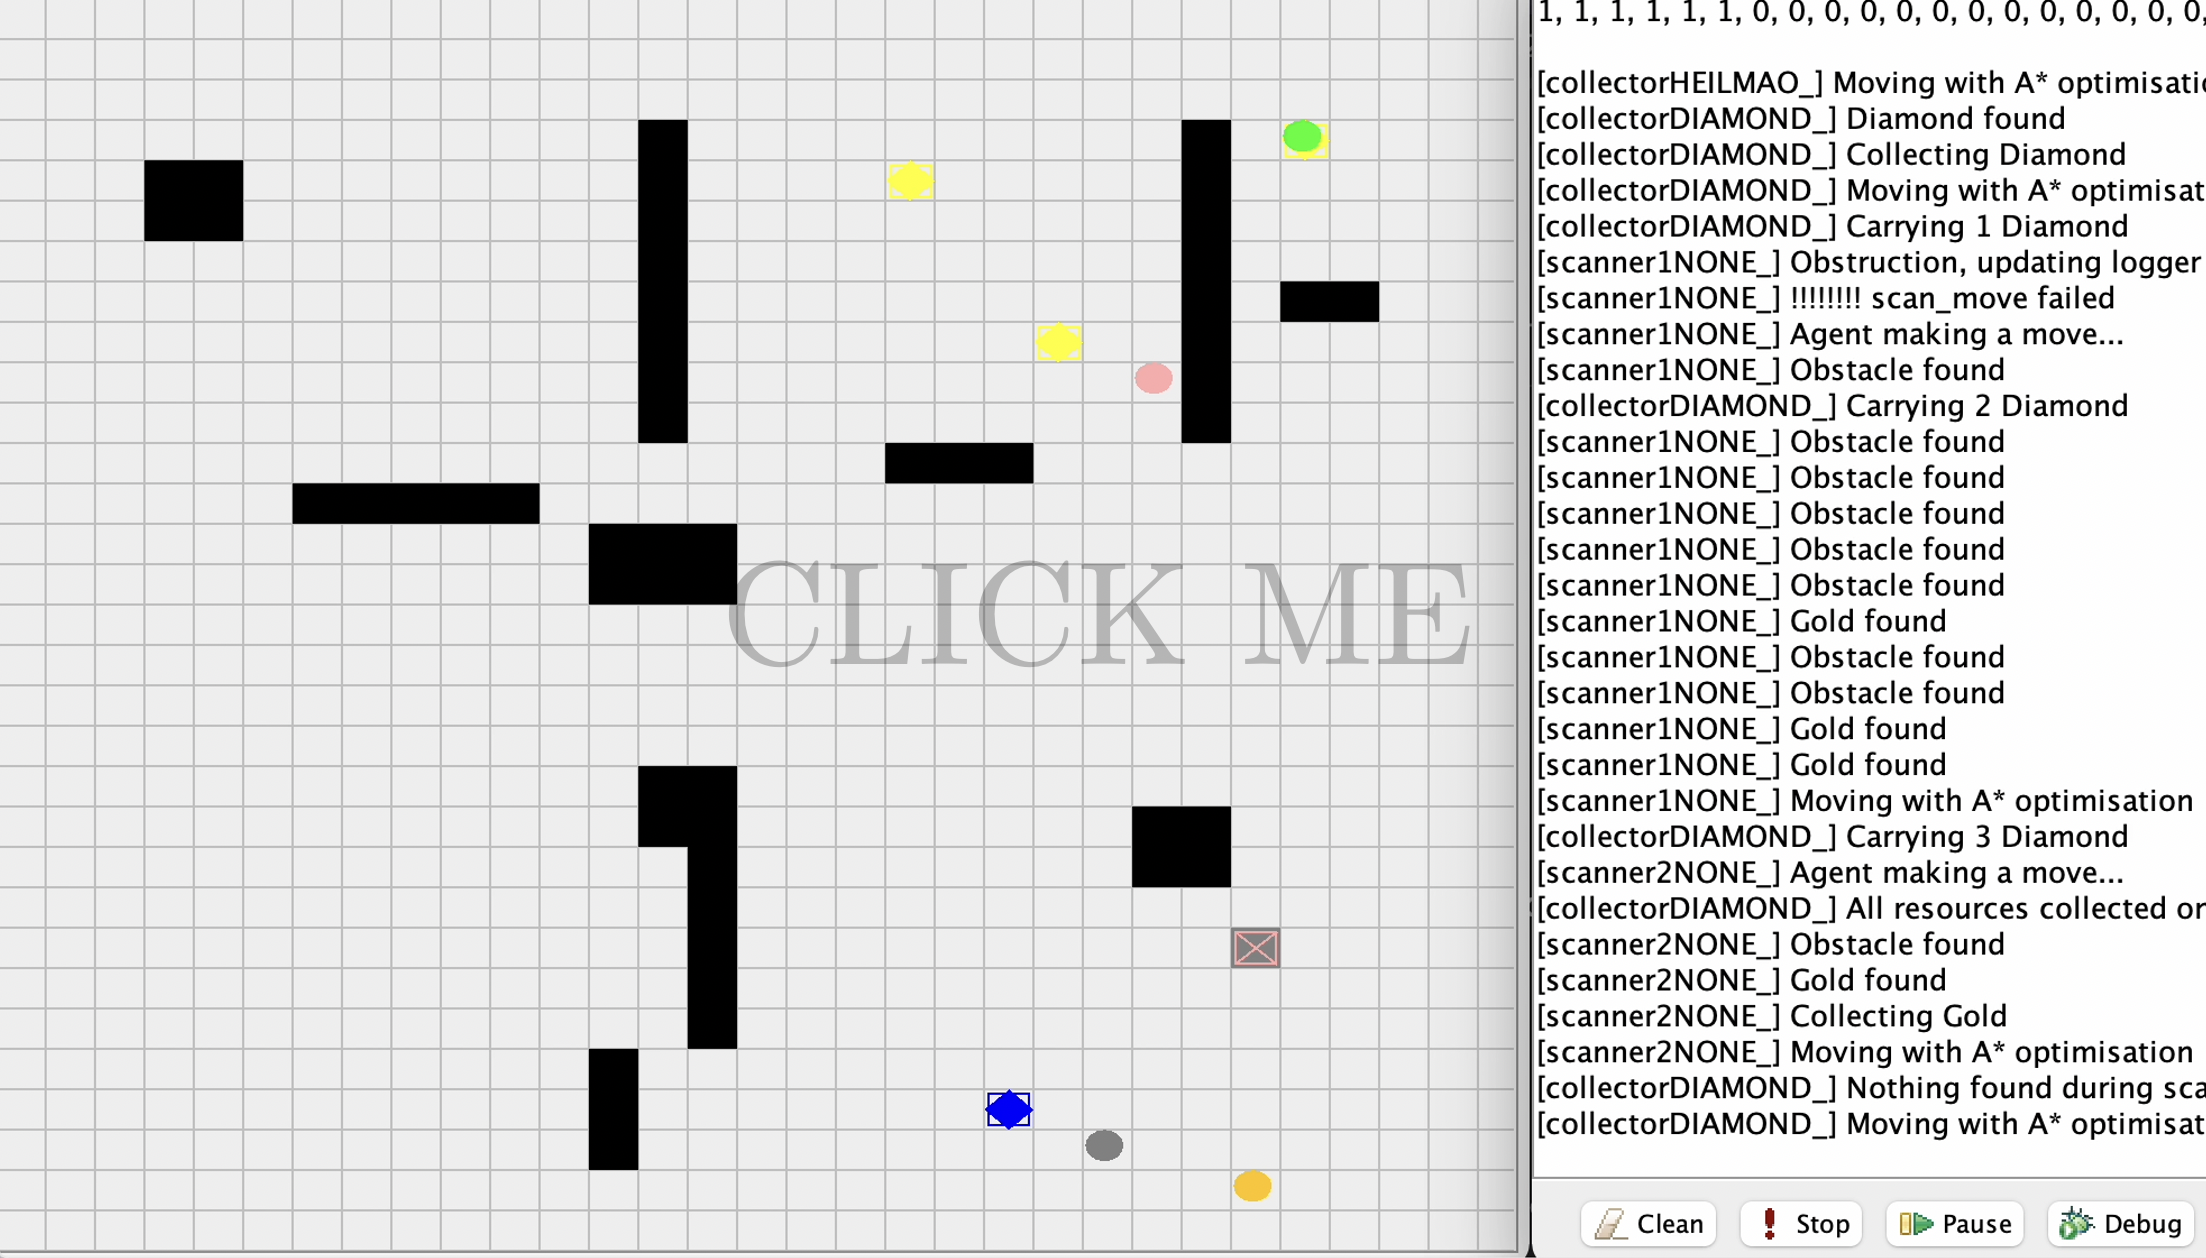 1, 1, 1, 1, 1, 1, 0, 0, 0, 0, 0, 0, 0, 0, 0, 0, 0, 0, 0,
[collectorHEILMAO_] Moving with A* optimisatio
[collectorDIAMOND_] Diamond found
[collectorDIAMOND_] Collecting Diamond
[collectorDIAMOND_] Moving with A* optimisat
[collectorDIAMOND_] Carrying 1 Diamond
[scanner1NONE_] Obstruction, updating logger
[scanner1NONE_] !!!!!!!! scan_move failed
[scanner1NONE_] Agent making a move...
[scanner1NONE_] Obstacle found
[collectorDIAMOND_] Carrying 2 Diamond
[scanner1NONE_] Obstacle found
[scanner1NONE_] Obstacle found
[scanner1NONE_] Obstacle found
[scanner1NONE_] Obstacle found
[scanner1NONE_] Obstacle found
[scanner1NONE_] Gold found
[scanner1NONE_] Obstacle found
[scanner1NONE_] Obstacle found
[scanner1NONE_] Gold found
[scanner1NONE_] Gold found
[scanner1NONE_] Moving with A* optimisation
[collectorDIAMOND_] Carrying 3 Diamond
[scanner2NONE_] Agent making a move...
[collectorDIAMOND_] All resources collected or
[scanner2NONE_] Obstacle found
[scanner2NONE_] Gold found
[scanner2NONE_] Collecting Gold
[scanner2NONE_] Moving with A* optimisation
[collectorDIAMOND_] Nothing found during sca
[collectorDIAMOND_] Moving with A* optimisat
CLICK ME
Clean Stop Pause Debug